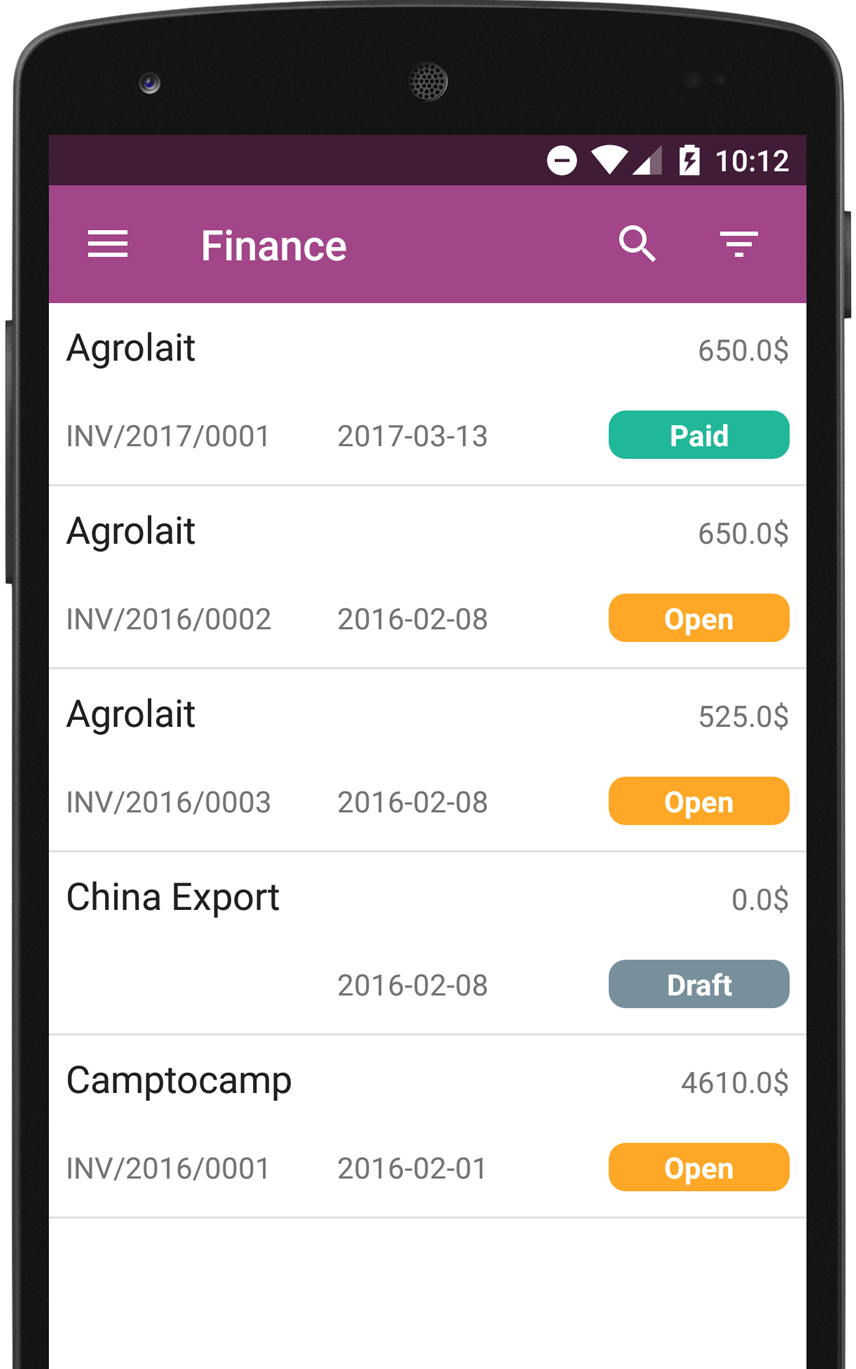 10:12
Finance
Agrolait 650.0$
INV/2017/0001 2017-03-13 Paid
Agrolait 650.0$
INV/2016/0002 2016-02-08 Open
Agrolait 525.0$
INV/2016/0003 2016-02-08 Open
China Export 0.0$
2016-02-08 Draft
Camptocamp 4610.0$
INV/2016/0001 2016-02-01 Open